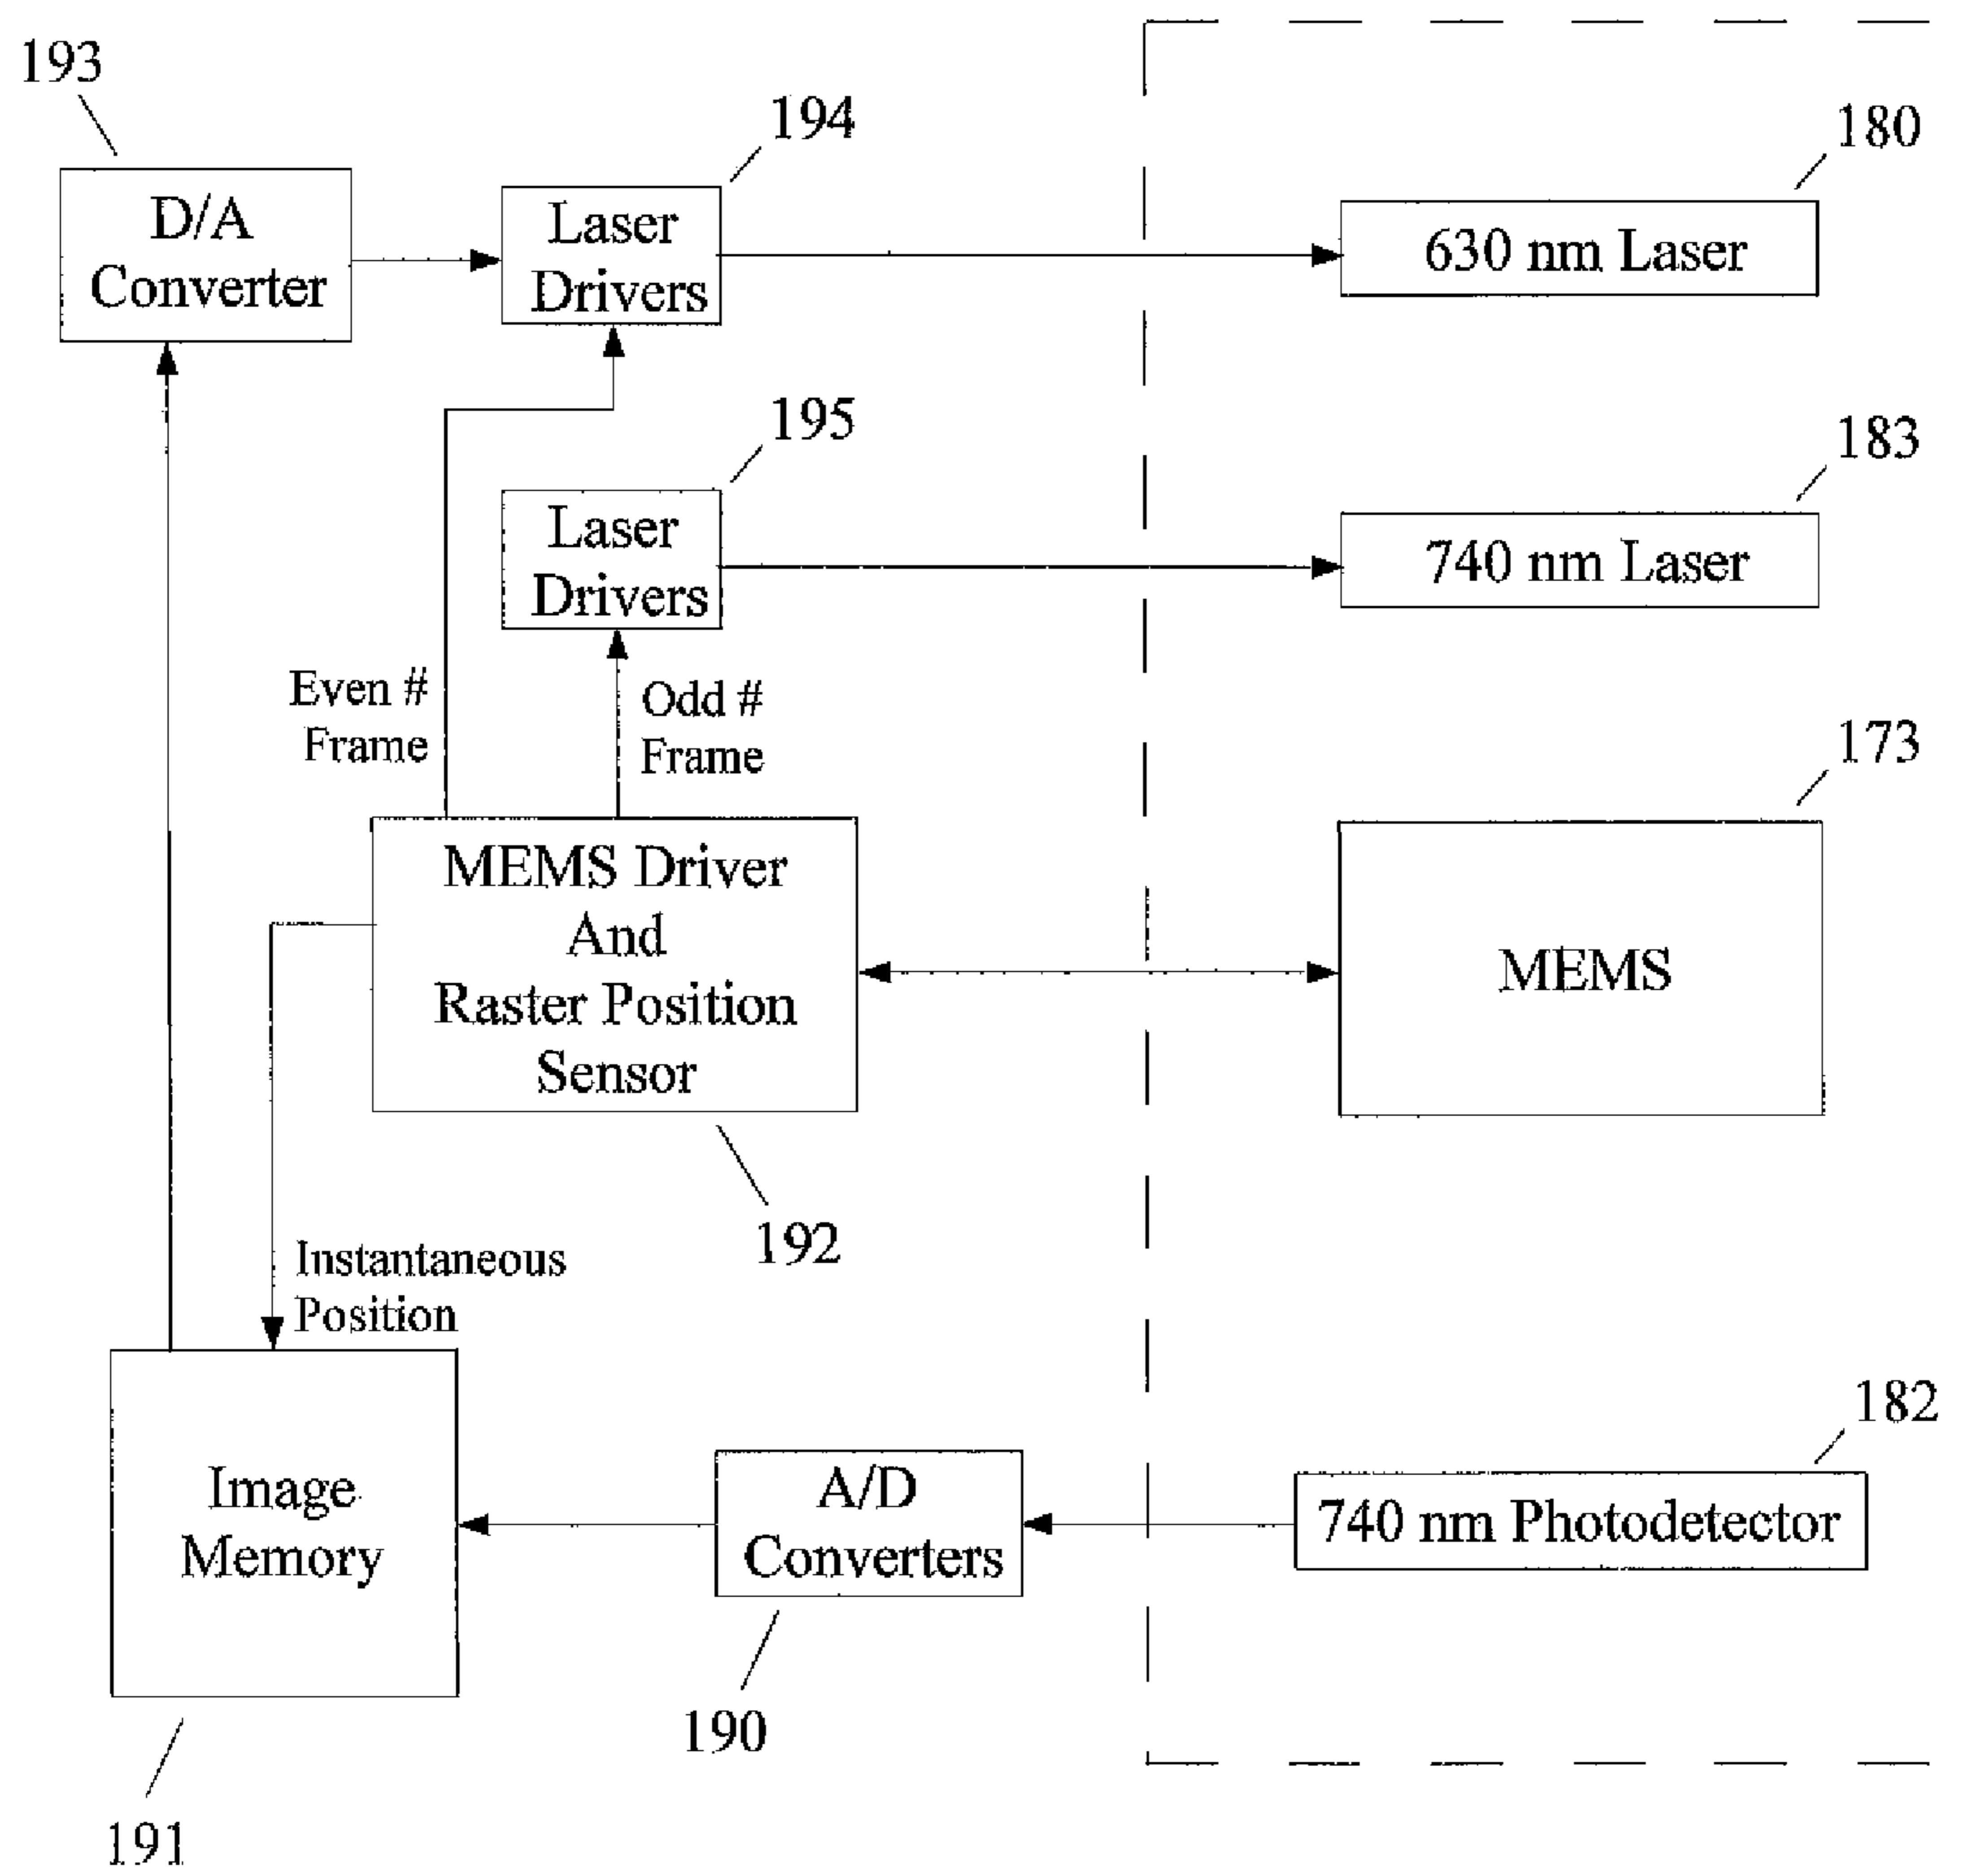 193
194
180
D/A
Converter
Laser
Drivers
630 nm Laser
195
183
Laser
Drivers
740 nm Laser
Even #
Frame
Odd #
Frame
173
MEMS Driver
And
Raster Position
Sensor
MEMS
192
Instantaneous
Position
182
Image
Memory
A/D
Converters
740 nm Photodetector
190
191